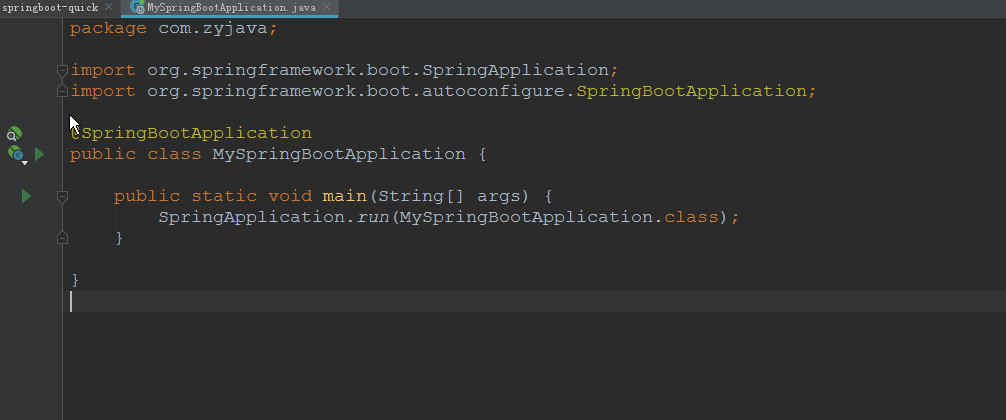 springboot-quick
MySpringBootApplication.java
package com.zyjava;
import org.springframework.boot.SpringApplication;
import org.springframework.boot.autoconfigure.SpringBootApplication;
@SpringBootApplication
public class MySpringBootApplication {
public static void main(String[] args) {
SpringApplication.run(MySpringBootApplication.class);
}
}